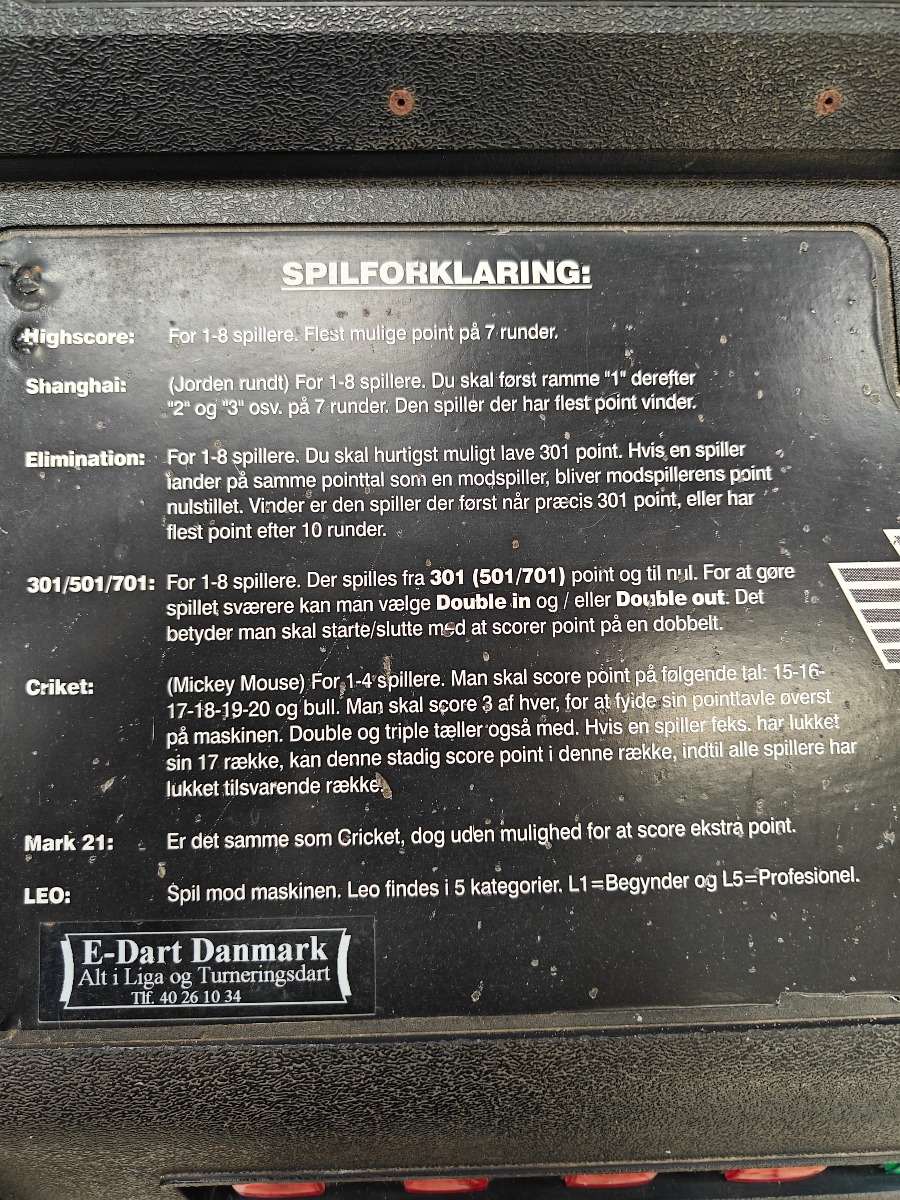 SPILFORKLARING:
Highscore: For 1-8 spillere. Flest mulige point på 7 runder.
Shanghai: (Jorden rundt) For 1-8 spillere. Du skal først ramme "1" derefter
"2" og "3" osv. på 7 runder. Den spiller der har flest point vinder.
Elimination: For 1-8 spillere. Du skal hurtigst muligt lave 301 point. Hvis en spiller
lander på samme pointtal som en modspiller, bliver modspillerens point
nulstillet. Vinder er den spiller der først når præcis 301 point, eller har
flest point efter 10 runder.
301/501/701: For 1-8 spillere. Der spilles fra 301 (501/701) point og til nul. For at gøre
spillet sværere kan man vælge Double in og / eller Double out. Det
betyder man skal starte/slutte med at scorer point på en dobbelt.
Criket: (Mickey Mouse) For 1-4 spillere. Man skal score point på følgende tal: 15-16-
17-18-19-20 og bull. Man skal score 3 af hver, for at fylde sin pointtavle øverst
på maskinen. Double og triple tæller også med. Hvis en spiller feks. har lukket
sin 17 række, kan denne stadig score point i denne række, indtil alle spillere har
lukket tilsvarende række.
Mark 21: Er det samme som Cricket, dog uden mulighed for at score ekstra point.
LEO: Spil mod maskinen. Leo findes i 5 kategorier. L1=Begynder og L5=Profesionel.
E-Dart Danmark
Alt i Liga og Turneringsdart
Tlf. 40 26 10 34